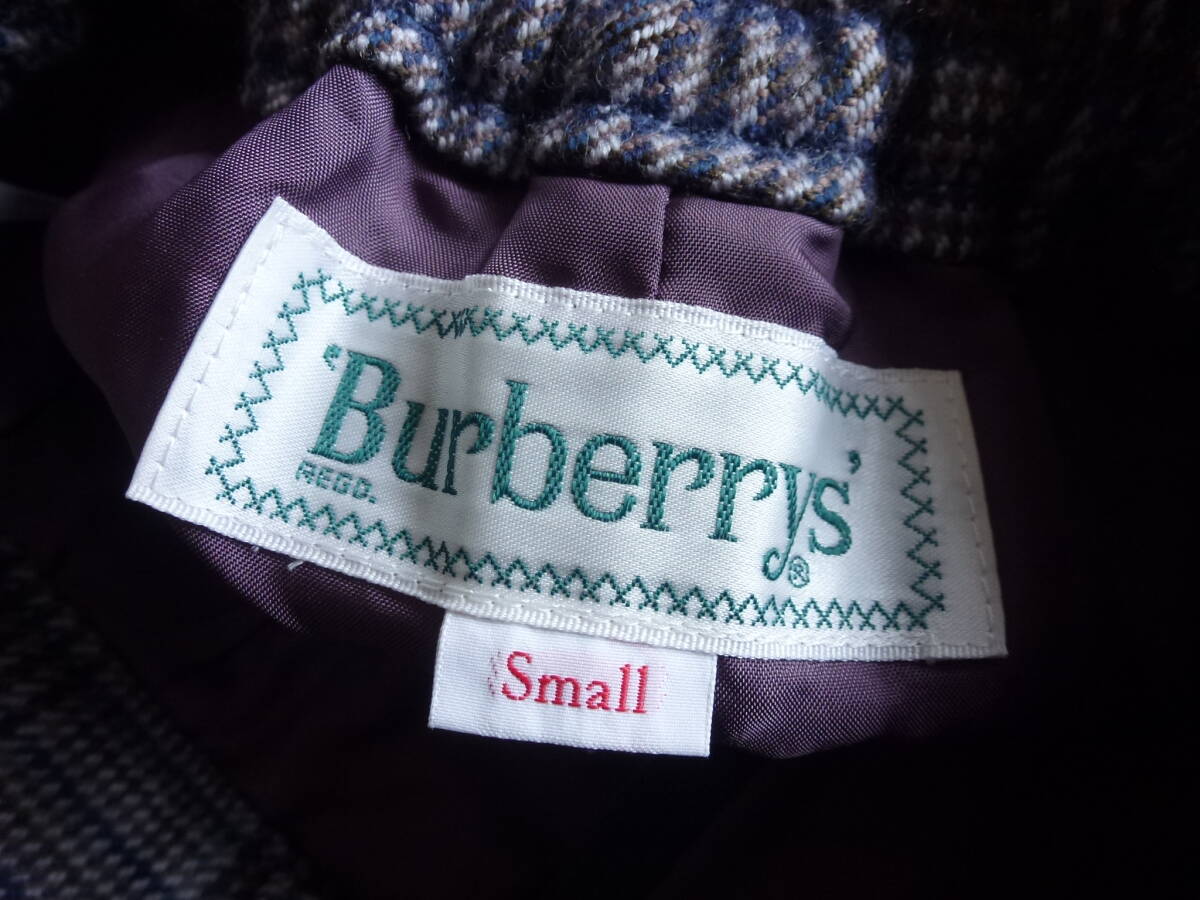 'Burberrys'
REGD.
®
Small